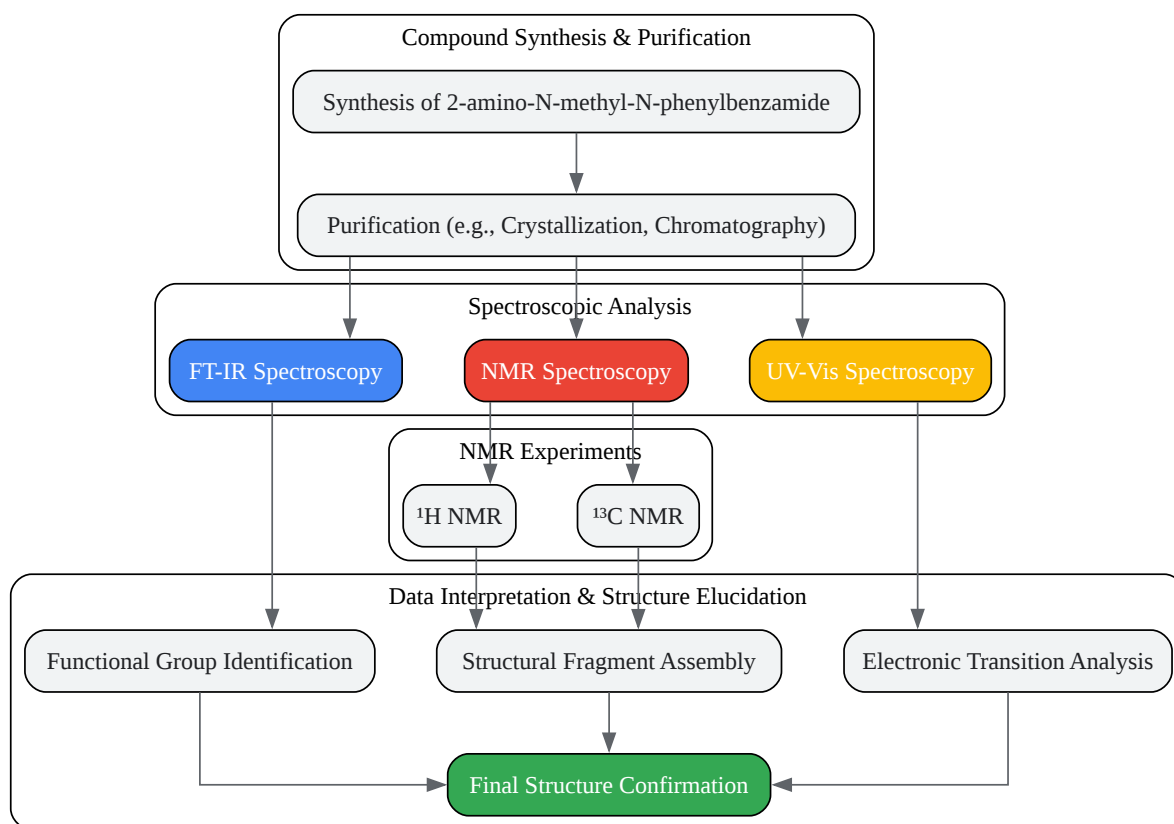 Compound Synthesis & Purification
Synthesis of 2-amino-N-methyl-N-phenylbenzamide
Purification (e.g., Crystallization, Chromatography)
Spectroscopic Analysis
FT-IR Spectroscopy
NMR Spectroscopy
UV-Vis Spectroscopy
NMR Experiments
¹H NMR
¹³C NMR
Data Interpretation & Structure Elucidation
Functional Group Identification
Structural Fragment Assembly
Electronic Transition Analysis
Final Structure Confirmation